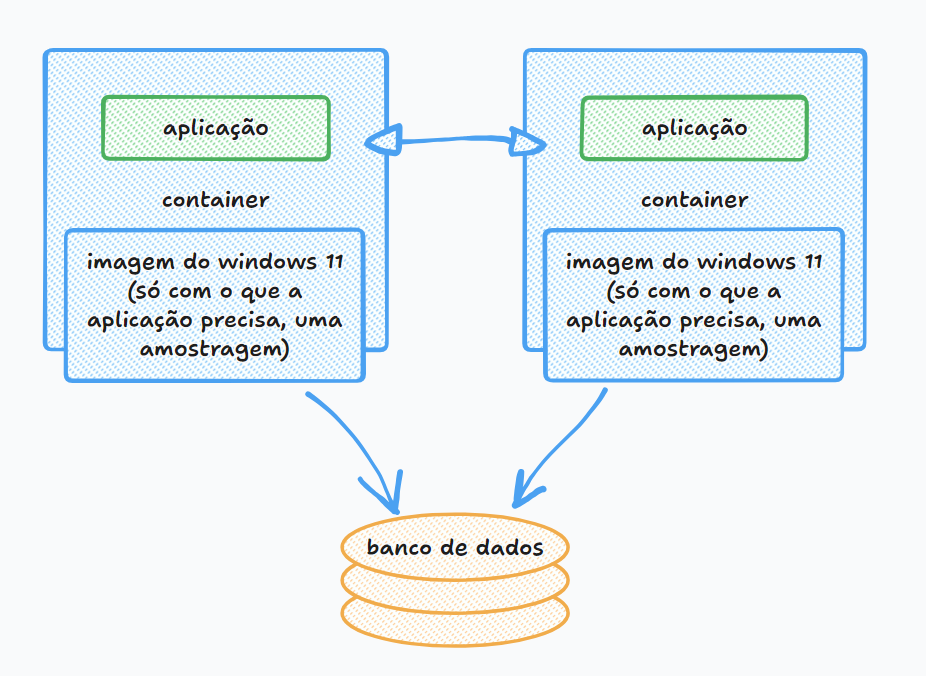 aplicação
container
imagem do windows 11
(só com o que a
aplicação precisa, uma
amostragem)
aplicação
container
imagem do windows 11
(só com o que a
aplicação precisa, uma
amostragem)
banco de dados